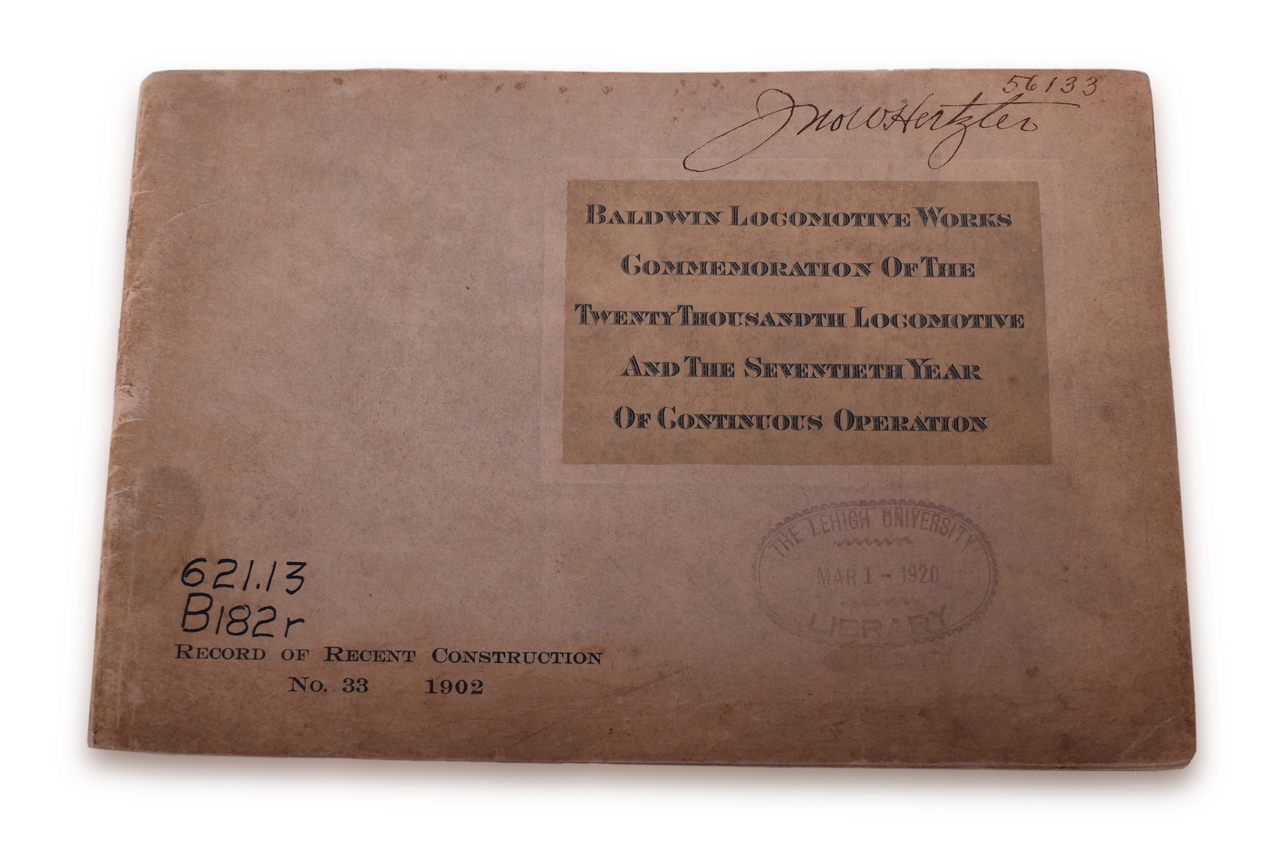 56133
Jno W Hertzler
BALDWIN LOCOMOTIVE WORKS
COMMEMORATION OF THE
TWENTY THOUSANDTH LOCOMOTIVE
AND THE SEVENTIETH YEAR
OF CONTINUOUS OPERATION
THE LEHIGH UNIVERSITY
MAR 1 - 1920
LIBRARY
621.13
B182r
RECORD OF RECENT CONSTRUCTION
No. 33 1902